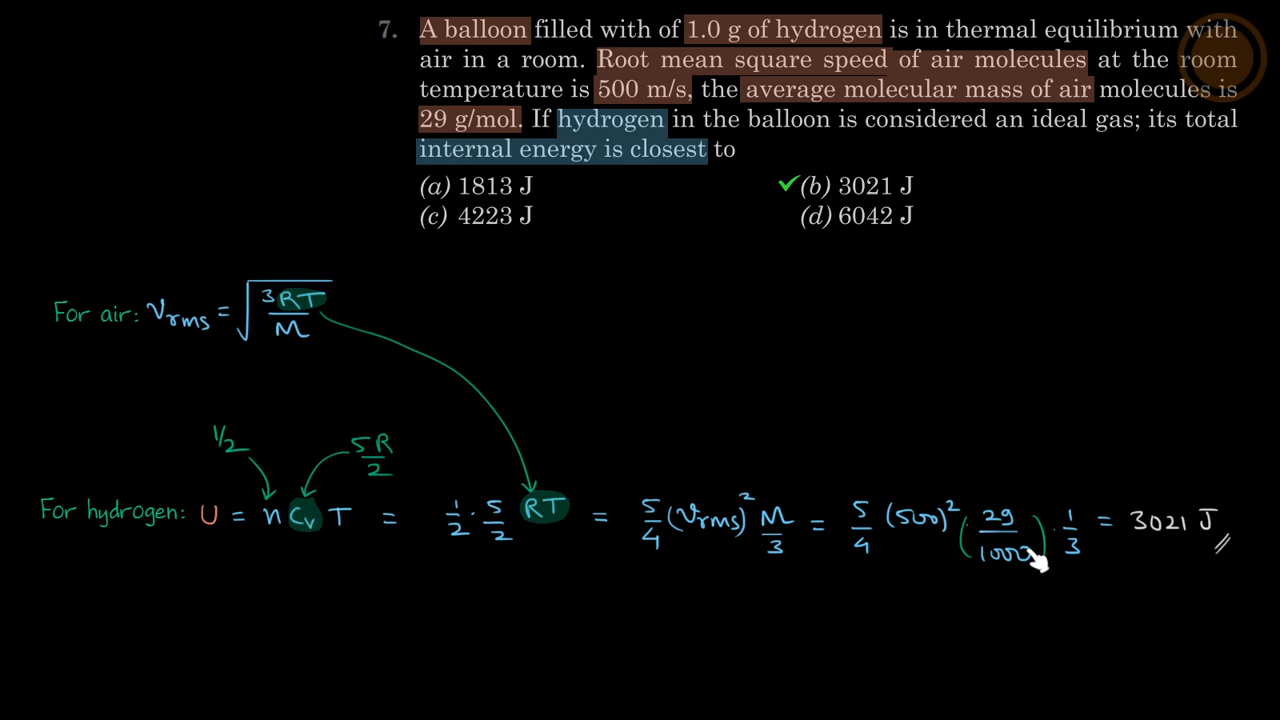 7. A balloon filled with of 1.0 g of hydrogen is in thermal equilibrium with
air in a room. Root mean square speed of air molecules at the room
temperature is 500 m/s, the average molecular mass of air molecules is
29 g/mol. If hydrogen in the balloon is considered an ideal gas; its total
internal energy is closest to
(a) 1813 J (b) 3021 J
(c) 4223 J (d) 6042 J
For air: Vrms = √(3RT/M)
1/2 5R/2
For hydrogen: U = n Cv T = 1/2 · 5/2 RT = 5/4 (Vrms)² M/3 = 5/4 (500)² (29/1000) · 1/3 = 3021 J